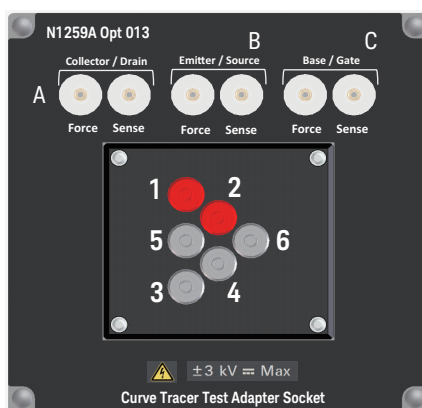 N1259A Opt 013
B
C
Collector / Drain
Emitter / Source
Base / Gate
A
Force
Sense
Force
Sense
Force
Sense
1
2
5
6
3
4
±3 kV ⎓ Max
Curve Tracer Test Adapter Socket